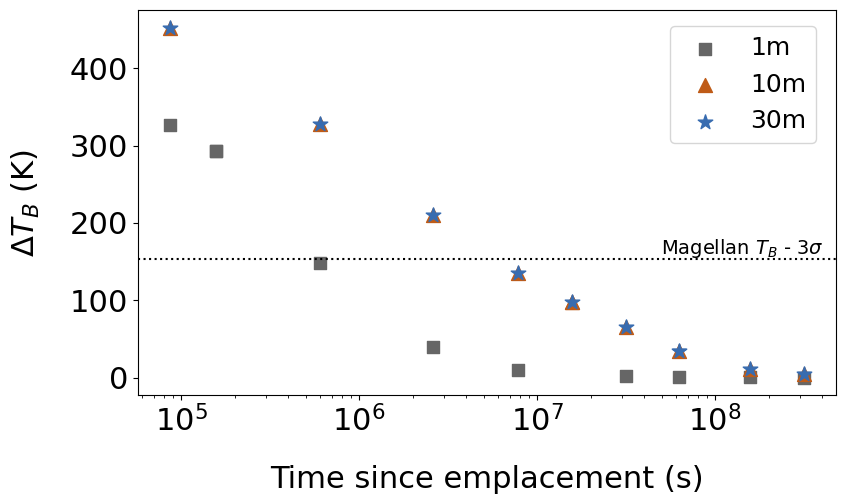 1m
10m
30m
400
300
200
100
0
ΔT_B (K)
Magellan T_B - 3σ
10^5
10^6
10^7
10^8
Time since emplacement (s)